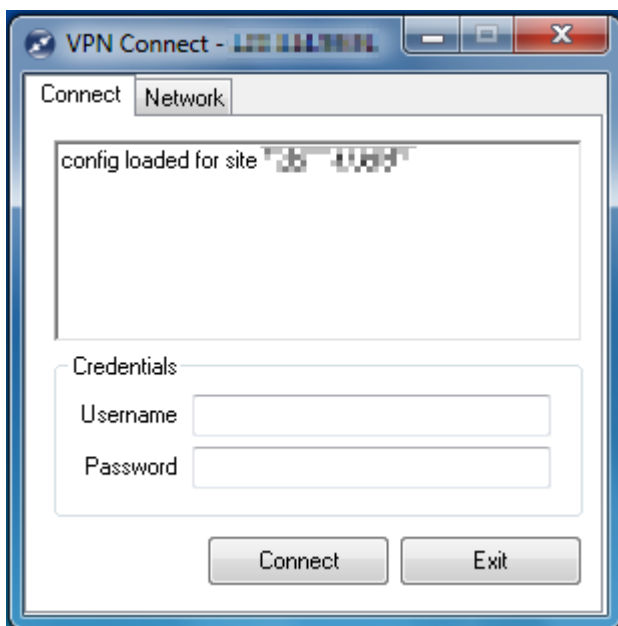 VPN Connect -
Connect
Network
config loaded for site
Credentials
Username
Password
Connect
Exit